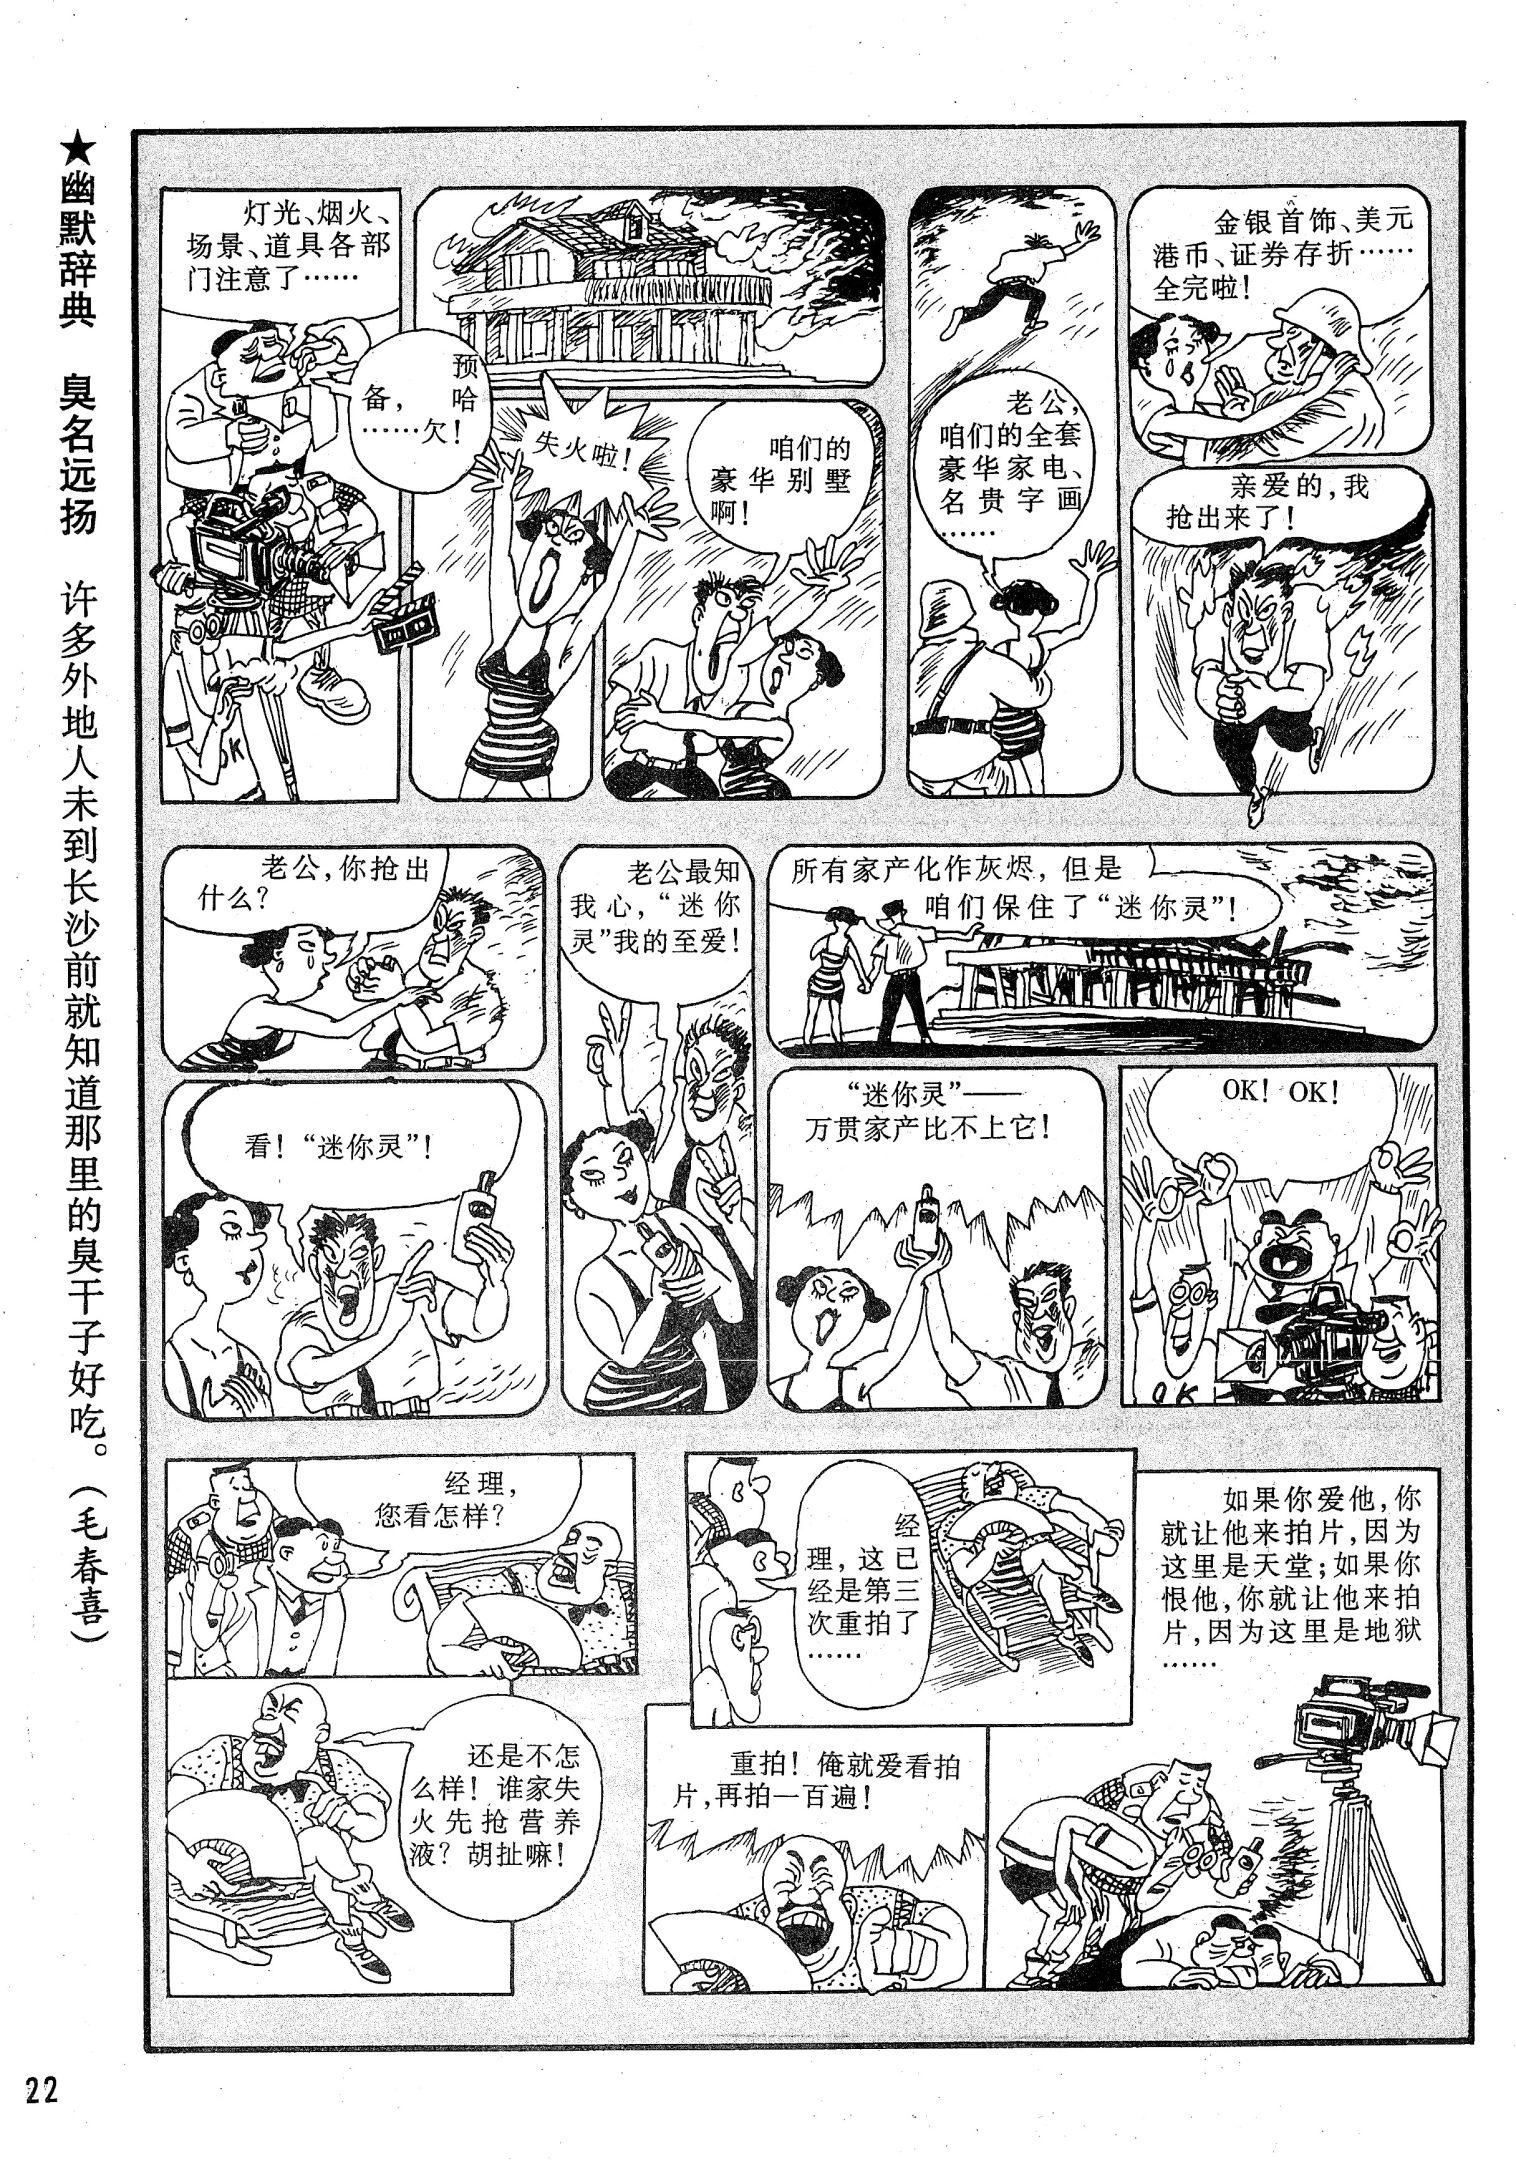 ★幽默辞典 臭名远扬 许多外地人未到长沙前就知道那里的臭干子好吃。（毛春喜）
灯光、烟火、
场景、道具各部
门注意了……
预
备，哈
……欠！
失火啦！
咱们的
豪华别墅
啊！
老公，
咱们的全套
豪华家电、
名贵字画
……
金银首饰、美元
港币、证券存折……
全完啦！
亲爱的，我
抢出来了！
OK
老公，你抢出
什么？
看！“迷你灵”！
老公最知
我心，“迷你
灵”我的至爱！
所有家产化作灰烬，但是
咱们保住了“迷你灵”！
“迷你灵”——
万贯家产比不上它！
OK！OK！
OK
经理，
您看怎样？
还是不怎
么样！谁家失
火先抢营养
液？胡扯嘛！
经
理，这已
经是第三
次重拍了
……
重拍！俺就爱看拍
片，再拍一百遍！
如果你爱他，你
就让他来拍片，因为
这里是天堂；如果你
恨他，你就让他来拍
片，因为这里是地狱
……
22